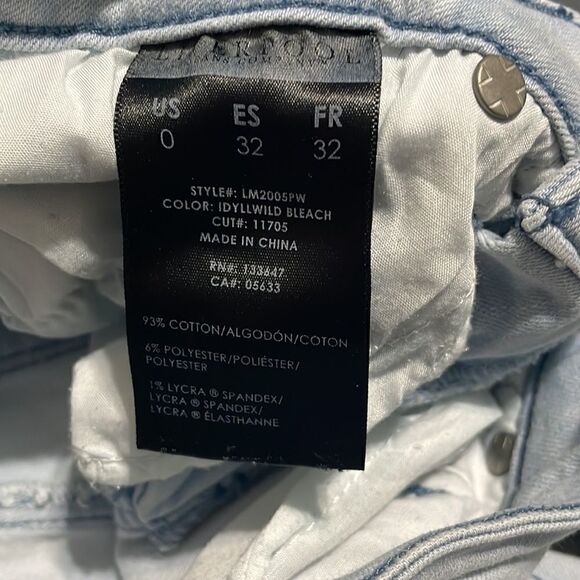 LIVERPOOL
US ES FR
0 32 32
STYLE#: LM2005PW
COLOR: IDYLLWILD BLEACH
CUT#: 11705
MADE IN CHINA
RN#: 133647
CA#: 05633
93% COTTON/ALGODÓN/COTON
6% POLYESTER/POLIÉSTER/
POLYESTER
1% LYCRA ® SPANDEX/
LYCRA ® SPANDEX/
LYCRA ® ÉLASTHANNE